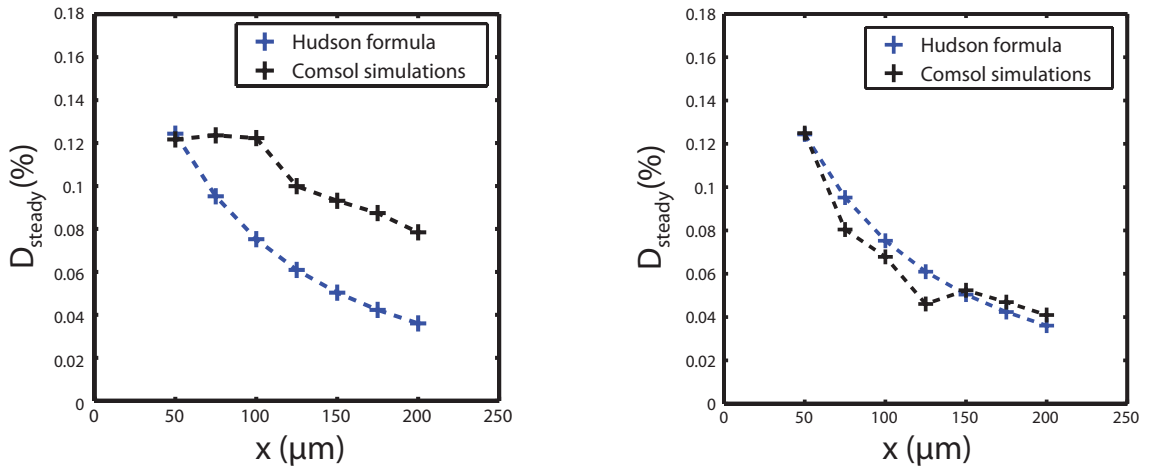 0.18
0.16
0.14
0.12
0.1
0.08
0.06
0.04
0.02
0
D steady (%)
Hudson formula
Comsol simulations
0 50 100 150 200 250
x (μm)
0.18
0.16
0.14
0.12
0.1
0.08
0.06
0.04
0.02
0
D steady (%)
Hudson formula
Comsol simulations
0 50 100 150 200 250
x (μm)